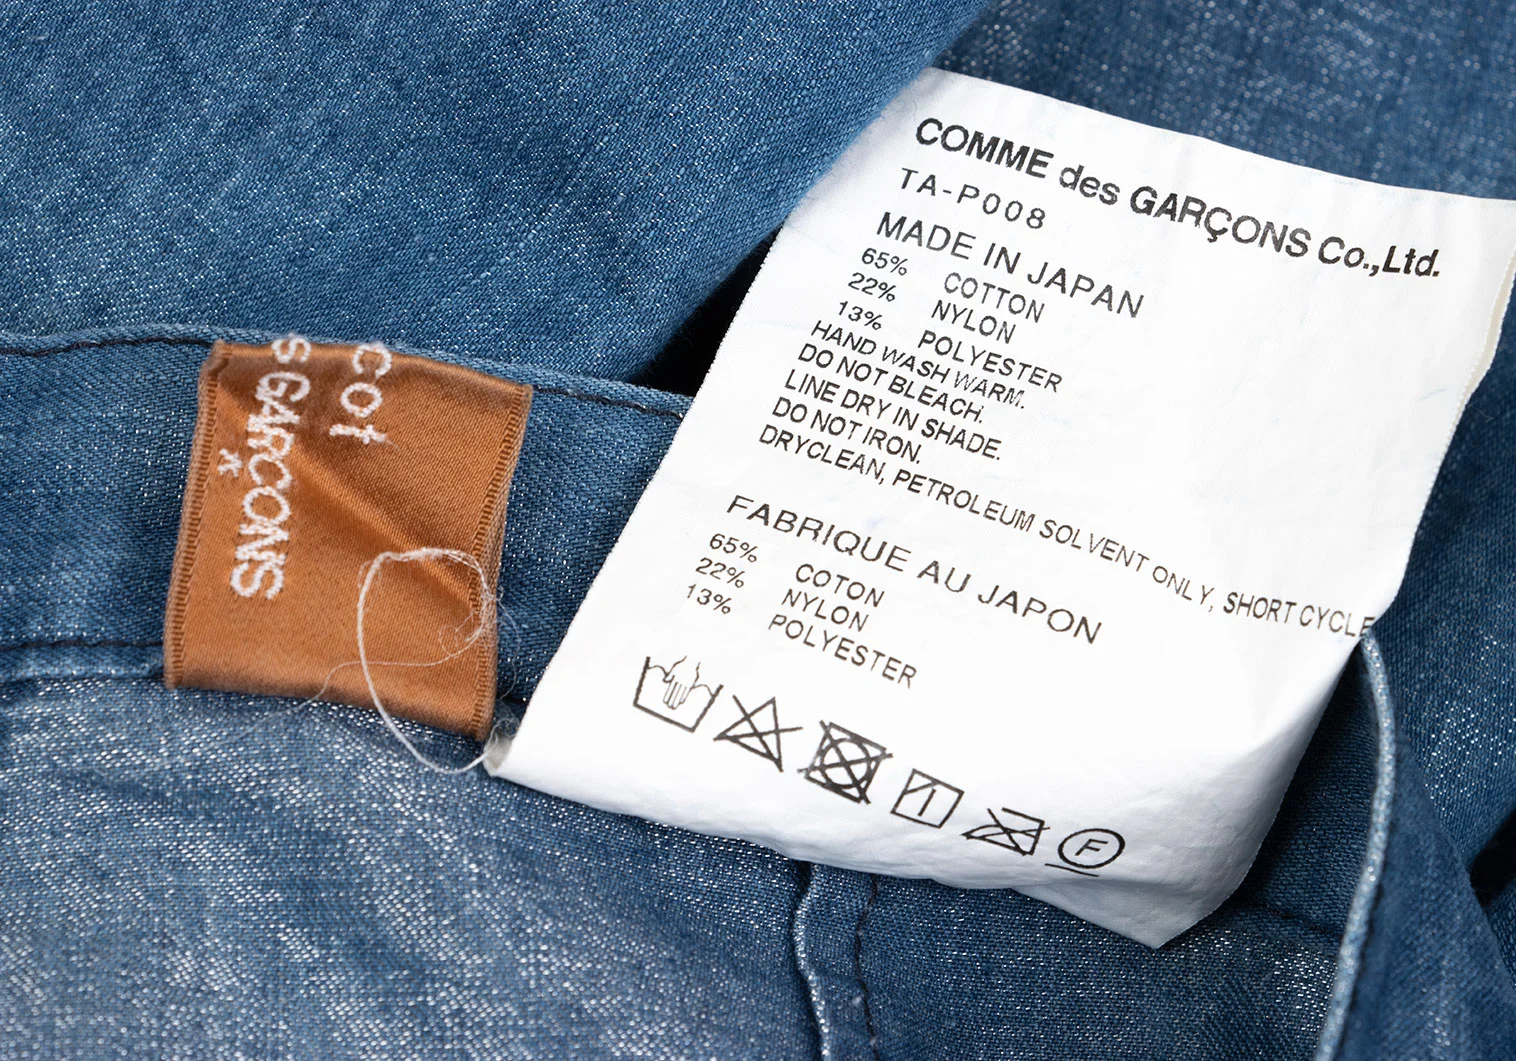 cot
S GARÇONS
COMME des GARÇONS Co.,Ltd.
TA-P008
MADE IN JAPAN
65% COTTON
22% NYLON
13% POLYESTER
HAND WASH WARM.
DO NOT BLEACH.
LINE DRY IN SHADE.
DO NOT IRON.
DRYCLEAN, PETROLEUM SOLVENT ONLY, SHORT CYCLE
FABRIQUE AU JAPON
65% COTON
22% NYLON
13% POLYESTER
F